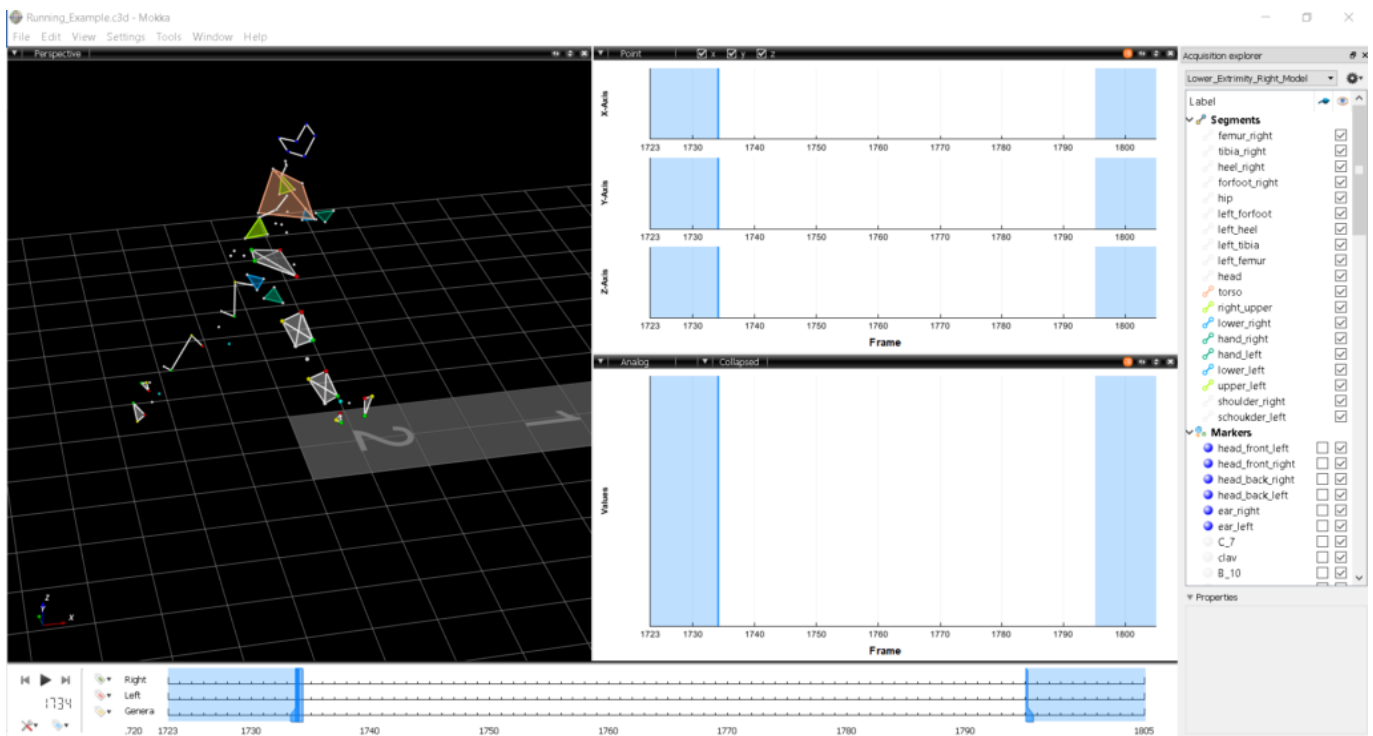 Running_Example.c3d - Mokka
File Edit View Settings Tools Window Help
Perspective
2
1
z
Y
x
Point x y z
X-Axis
1723 1730 1740 1750 1760 1770 1780 1790 1800
Y-Axis
1723 1730 1740 1750 1760 1770 1780 1790 1800
Z-Axis
1723 1730 1740 1750 1760 1770 1780 1790 1800
Frame
Analog Collapsed
Values
1723 1730 1740 1750 1760 1770 1780 1790 1800
Frame
Acquisition explorer
Lower_Extrimity_Right_Model
Label
Segments
femur_right
tibia_right
heel_right
forfoot_right
hip
left_forfoot
left_heel
left_tibia
left_femur
head
torso
right_upper
lower_right
hand_right
hand_left
lower_left
upper_left
shoulder_right
schoukder_left
Markers
head_front_left
head_front_right
head_back_right
head_back_left
ear_right
ear_left
C_7
clav
B_10
Properties
1734
Right
Left
Genera
.720 1723 1730 1740 1750 1760 1770 1780 1790 1805